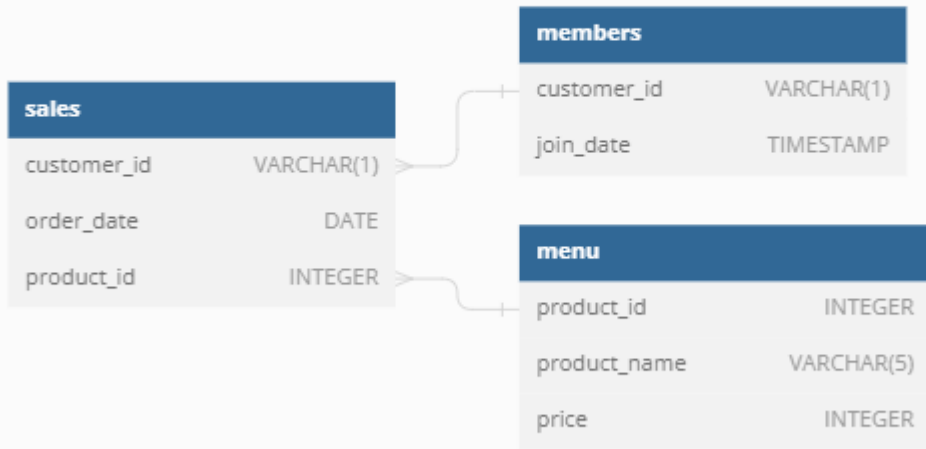 sales
customer_id VARCHAR(1)
order_date DATE
product_id INTEGER
members
customer_id VARCHAR(1)
join_date TIMESTAMP
menu
product_id INTEGER
product_name VARCHAR(5)
price INTEGER